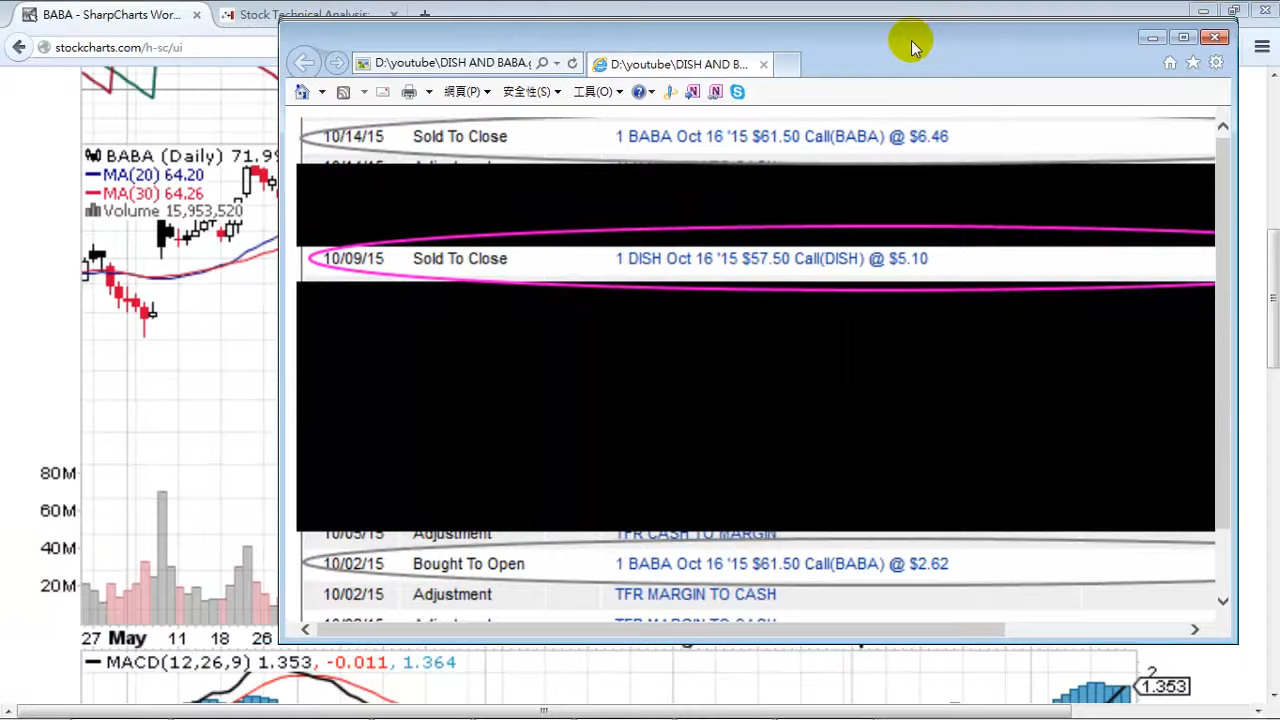 BABA - SharpCharts Wor...
Stock Technical Analysis:
stockcharts.com/h-sc/ui
D:\youtube\DISH AND BABA.g
D:\youtube\DISH AND B...
網頁(P)
安全性(S)
工具(O)
10/14/15 Sold To Close 1 BABA Oct 16 '15 $61.50 Call(BABA) @ $6.46
10/09/15 Sold To Close 1 DISH Oct 16 '15 $57.50 Call(DISH) @ $5.10
10/05/15 Adjustment TFR CASH TO MARGIN
10/02/15 Bought To Open 1 BABA Oct 16 '15 $61.50 Call(BABA) @ $2.62
10/02/15 Adjustment TFR MARGIN TO CASH
BABA (Daily) 71.99
MA(20) 64.20
MA(30) 64.26
Volume 15,953,520
80M
60M
40M
20M
27 May 11 18 26
MACD(12,26,9) 1.353, -0.011, 1.364
2
1.353